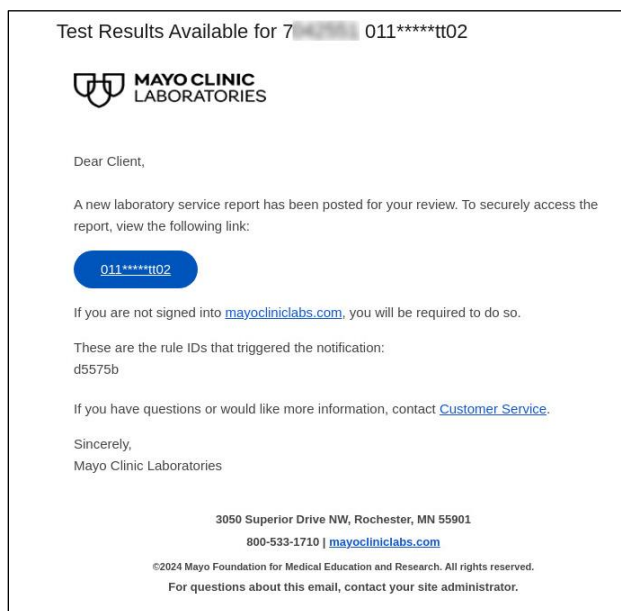 Test Results Available for 011*****tt02
MAYO CLINIC
LABORATORIES
Dear Client,
A new laboratory service report has been posted for your review. To securely access the
report, view the following link:
011*****tt02
If you are not signed into mayocliniclabs.com, you will be required to do so.
These are the rule IDs that triggered the notification:
d5575b
If you have questions or would like more information, contact Customer Service.
Sincerely,
Mayo Clinic Laboratories
3050 Superior Drive NW, Rochester, MN 55901
800-533-1710 | mayocliniclabs.com
©2024 Mayo Foundation for Medical Education and Research. All rights reserved.
For questions about this email, contact your site administrator.